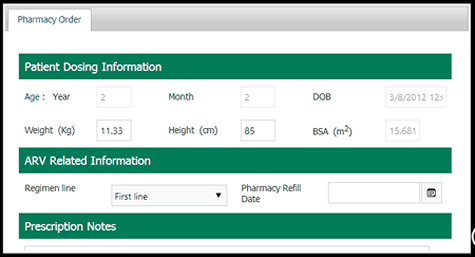 Pharmacy Order
Patient Dosing Information
Age : Year 2 Month 2 DOB 3/8/2012 12:
Weight (Kg) 11.33 Height (cm) 85 BSA (m²) 15.681
ARV Related Information
Regimen line First line Pharmacy Refill
Date
Prescription Notes